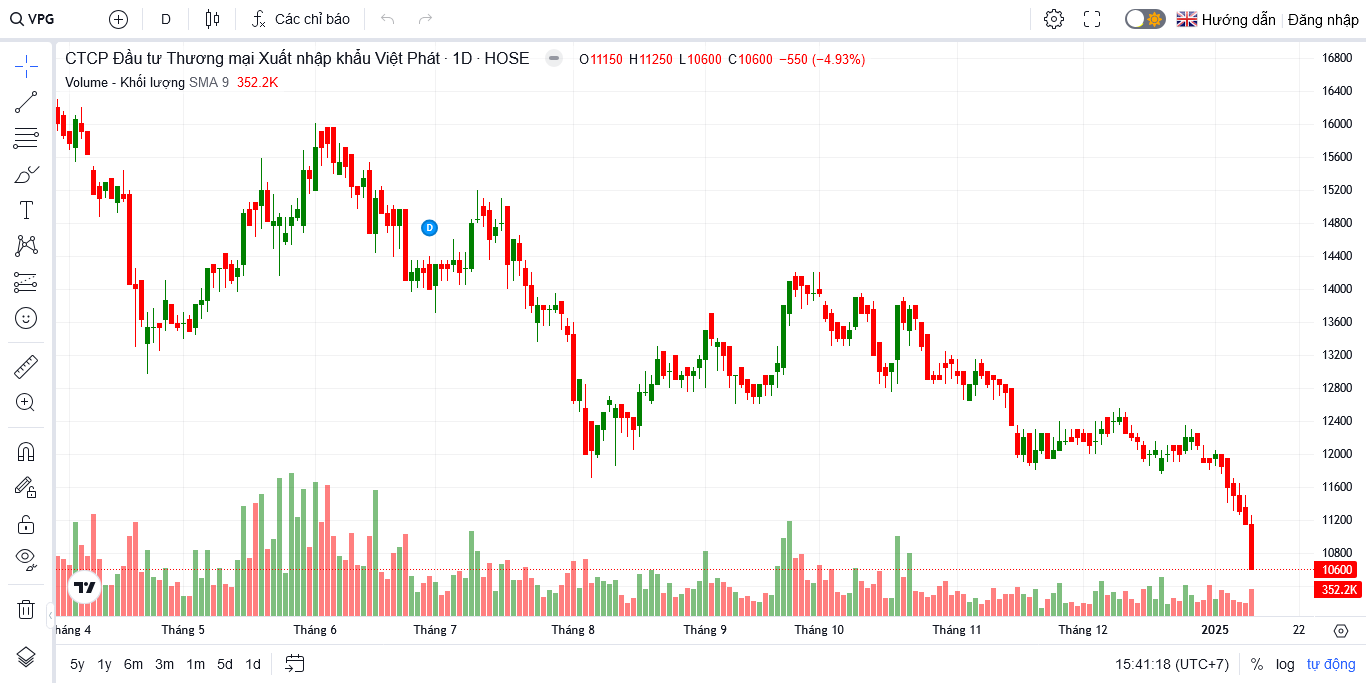 VPG D Các chỉ báo Hướng dẫn Đăng nhập
CTCP Đầu tư Thương mại Xuất nhập khẩu Việt Phát · 1D · HOSE O11150 H11250 L10600 C10600 −550 (−4.93%)
Volume - Khối lượng SMA 9 352.2K
D
16800
16400
16000
15600
15200
14800
14400
14000
13600
13200
12800
12400
12000
11600
11200
10800
10600
352.2K
háng 4 Tháng 5 Tháng 6 Tháng 7 Tháng 8 Tháng 9 Tháng 10 Tháng 11 Tháng 12 2025 22
5y 1y 6m 3m 1m 5d 1d 15:41:18 (UTC+7) % log tự động